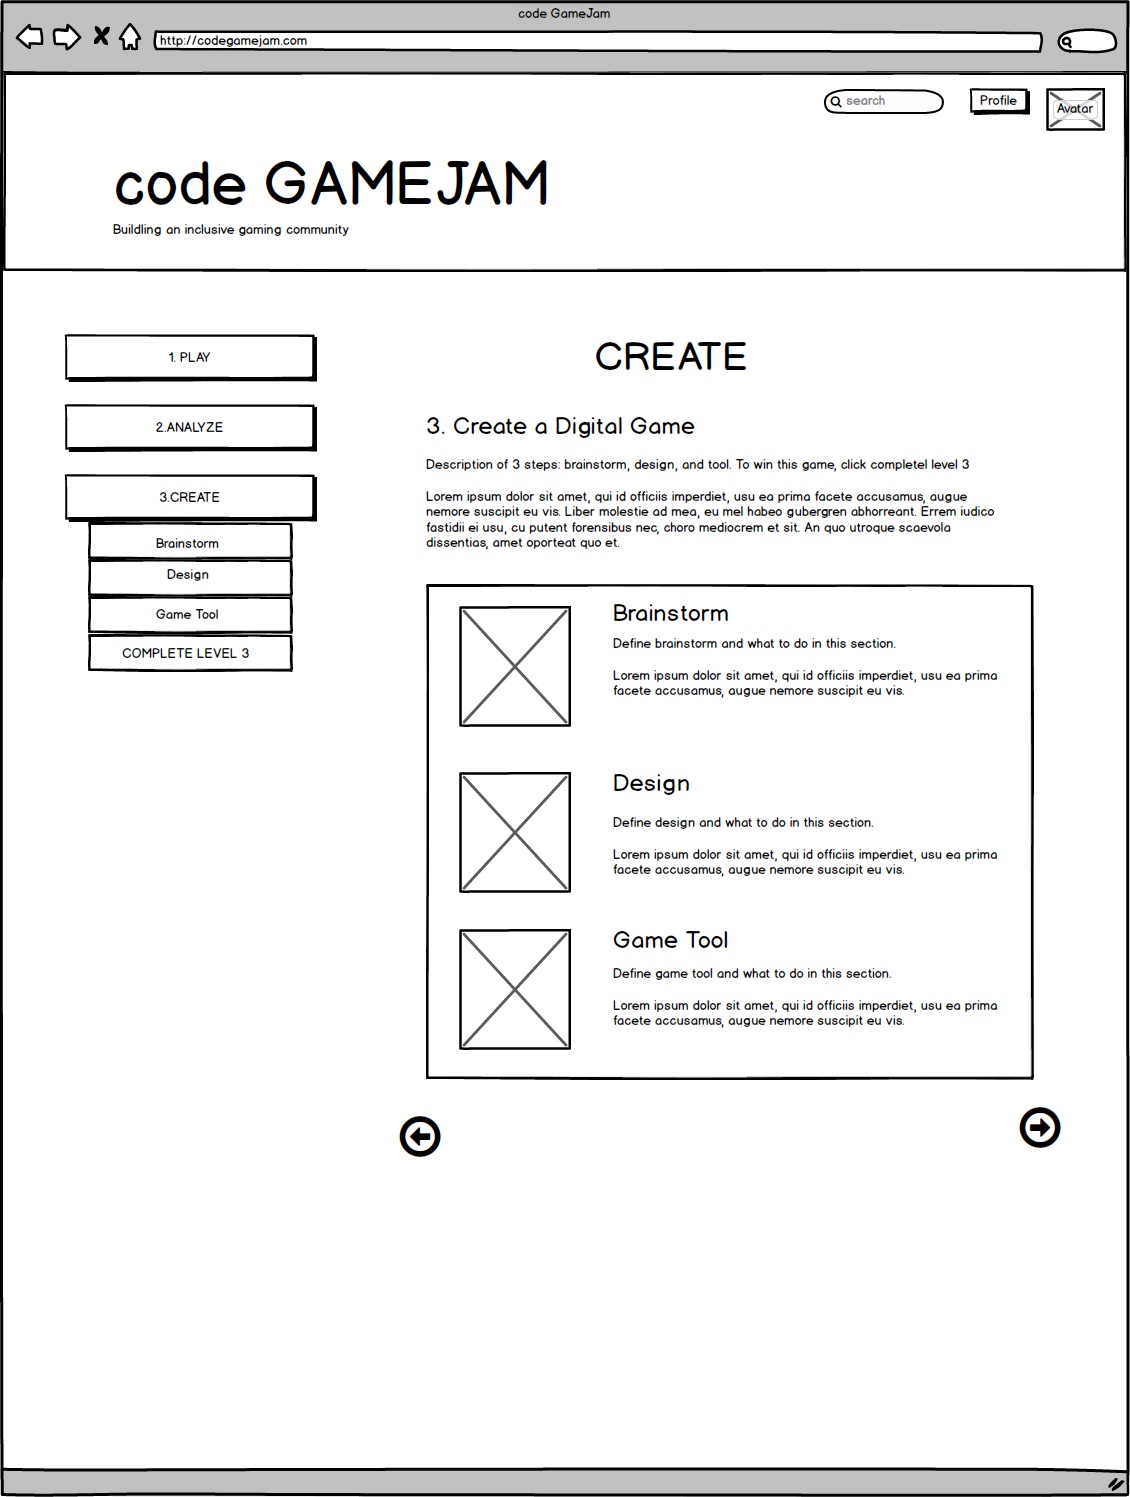 code GameJam
http://codegamejam.com
search
Profile
Avatar
code GAMEJAM
Buildling an inclusive gaming community
1. PLAY
2.ANALYZE
3.CREATE
Brainstorm
Design
Game Tool
COMPLETE LEVEL 3
CREATE
3. Create a Digital Game
Description of 3 steps: brainstorm, design, and tool. To win this game, click completel level 3
Lorem ipsum dolor sit amet, qui id officiis imperdiet, usu ea prima facete accusamus, augue
nemore suscipit eu vis. Liber molestie ad mea, eu mel habeo gubergren abhorreant. Errem iudico
fastidii ei usu, cu putent forensibus nec, choro mediocrem et sit. An quo utroque scaevola
dissentias, amet oporteat quo et.
Brainstorm
Define brainstorm and what to do in this section.
Lorem ipsum dolor sit amet, qui id officiis imperdiet, usu ea prima
facete accusamus, augue nemore suscipit eu vis.
Design
Define design and what to do in this section.
Lorem ipsum dolor sit amet, qui id officiis imperdiet, usu ea prima
facete accusamus, augue nemore suscipit eu vis.
Game Tool
Define game tool and what to do in this section.
Lorem ipsum dolor sit amet, qui id officiis imperdiet, usu ea prima
facete accusamus, augue nemore suscipit eu vis.